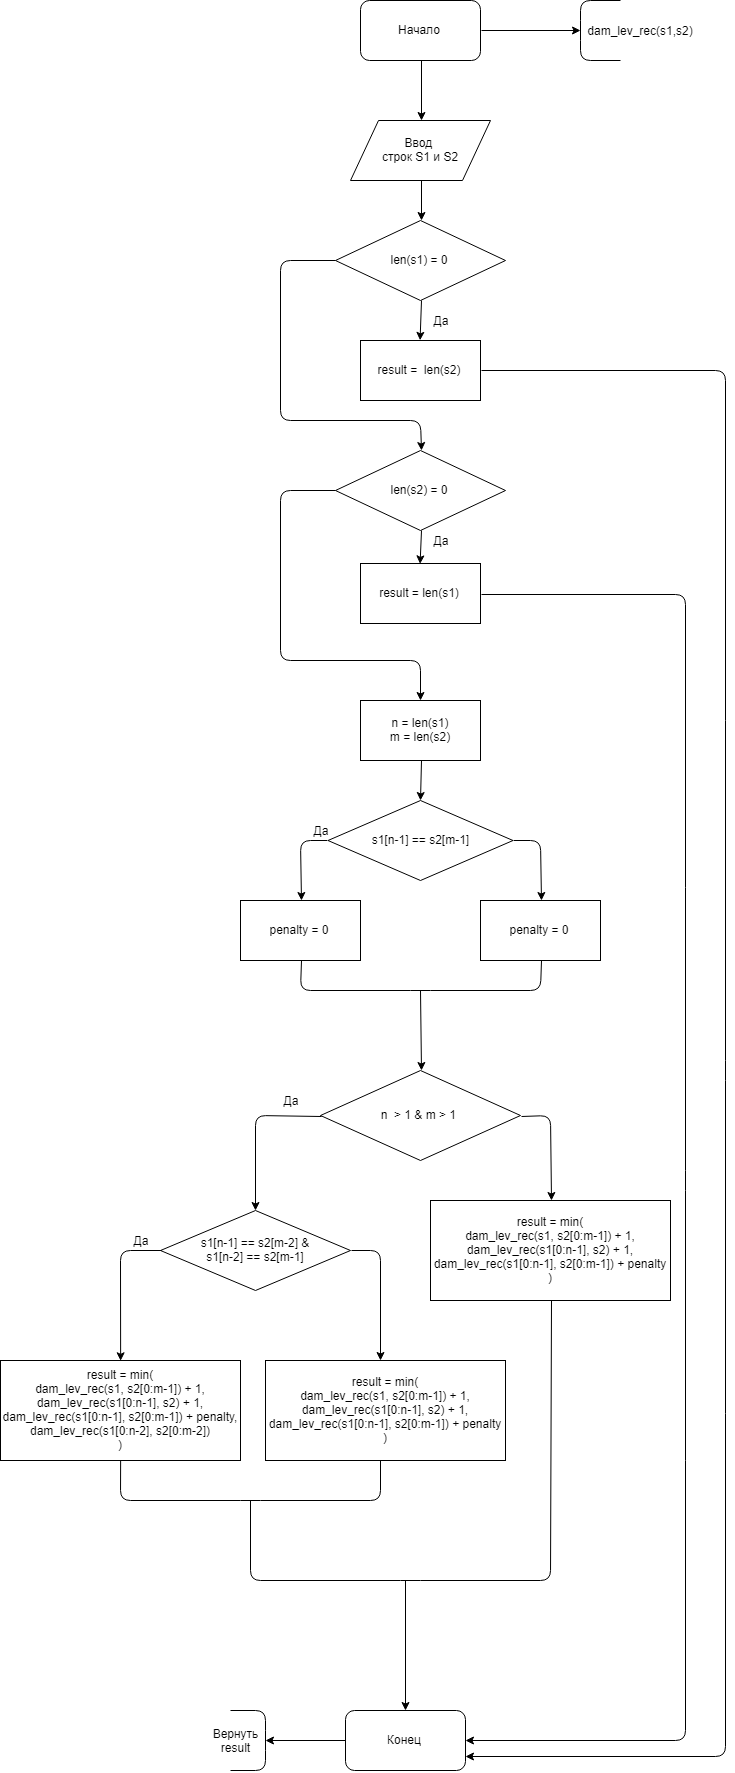 Начало
dam_lev_rec(s1,s2)
Ввод
строк S1 и S2
len(s1) = 0
Да
result = len(s2)
len(s2) = 0
Да
result = len(s1)
n = len(s1)
m = len(s2)
Да
s1[n-1] == s2[m-1]
penalty = 0
penalty = 0
Да
n > 1 & m > 1
Да
s1[n-1] == s2[m-2] &
s1[n-2] == s2[m-1]
result = min(
dam_lev_rec(s1, s2[0:m-1]) + 1,
dam_lev_rec(s1[0:n-1], s2) + 1,
dam_lev_rec(s1[0:n-1], s2[0:m-1]) + penalty
)
result = min(
dam_lev_rec(s1, s2[0:m-1]) + 1,
dam_lev_rec(s1[0:n-1], s2) + 1,
dam_lev_rec(s1[0:n-1], s2[0:m-1]) + penalty,
dam_lev_rec(s1[0:n-2], s2[0:m-2])
)
result = min(
dam_lev_rec(s1, s2[0:m-1]) + 1,
dam_lev_rec(s1[0:n-1], s2) + 1,
dam_lev_rec(s1[0:n-1], s2[0:m-1]) + penalty
)
Вернуть
result
Конец